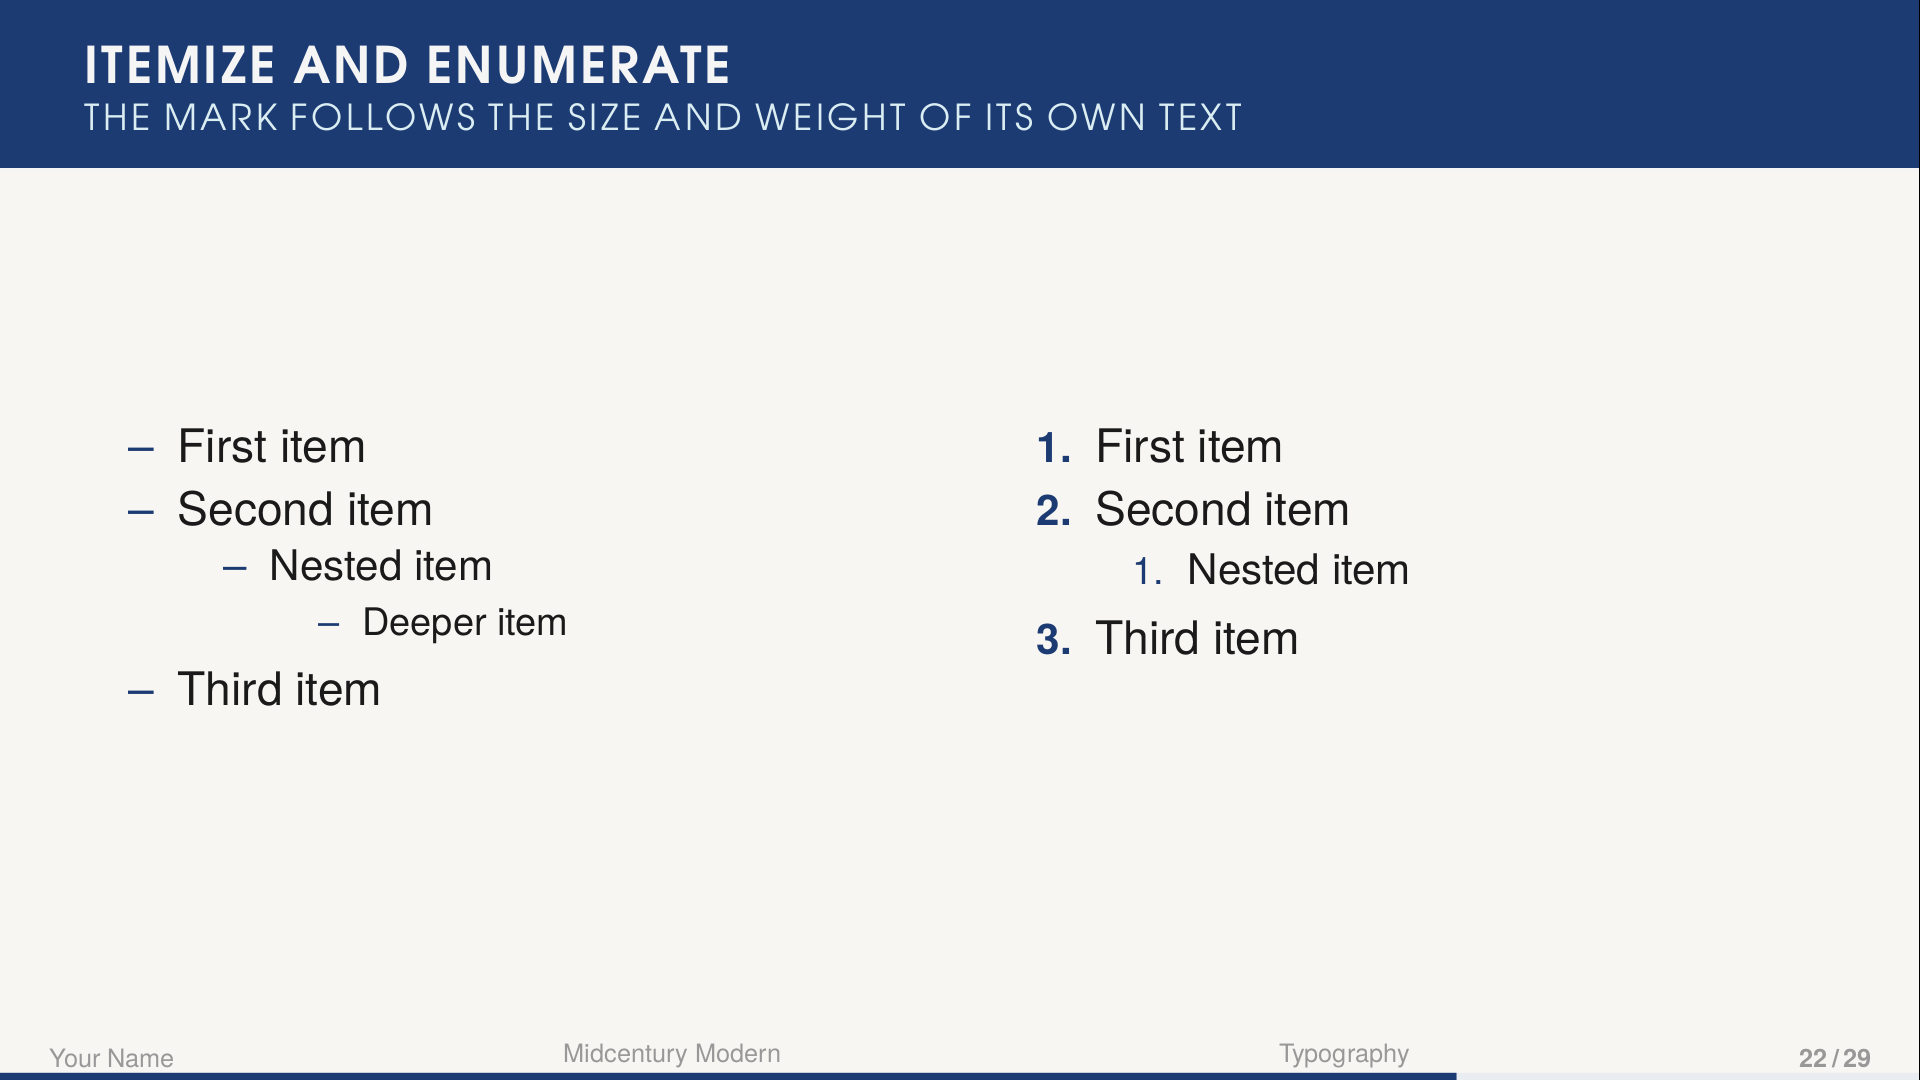 ITEMIZE AND ENUMERATE
THE MARK FOLLOWS THE SIZE AND WEIGHT OF ITS OWN TEXT
– First item
– Second item
– Nested item
– Deeper item
– Third item
1. First item
2. Second item
1. Nested item
3. Third item
Your Name
Midcentury Modern
Typography
22 / 29